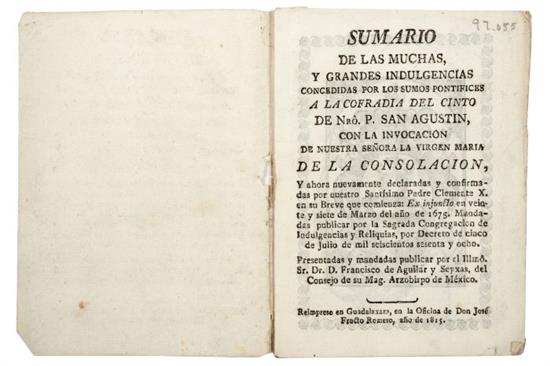 97.055
SUMARIO
DE LAS MUCHAS,
Y GRANDES INDULGENCIAS
CONCEDIDAS POR LOS SUMOS PONTIFICES
A LA COFRADIA DEL CINTO
DE NRÔ. P. SAN AGUSTIN,
CON LA INVOCACION
DE NUESTRA SEÑORA LA VIRGEN MARIA
DE LA CONSOLACION,
Y ahora nuevamente declaradas y confirma-
das por nuestro Santísimo Padre Clemente X.
en su Breve que comienza: Ex injuncto en vein-
te y siete de Marzo del año de 1675. Manda-
das publicar por la Sagrada Congregacion de
Indulgencias y Reliquias, por Decreto de cinco
de Julio de mil seiscientos sesenta y ocho.
Presentadas y mandadas publicar por el Illmô.
Sr. Dr. D. Francisco de Aguilar y Seyxas, del
Consejo de su Mag. Arzobispo de México.
Reimpreso en Guadalaxara, en la Oficina de Don José
Fructo Romero, año de 1815.